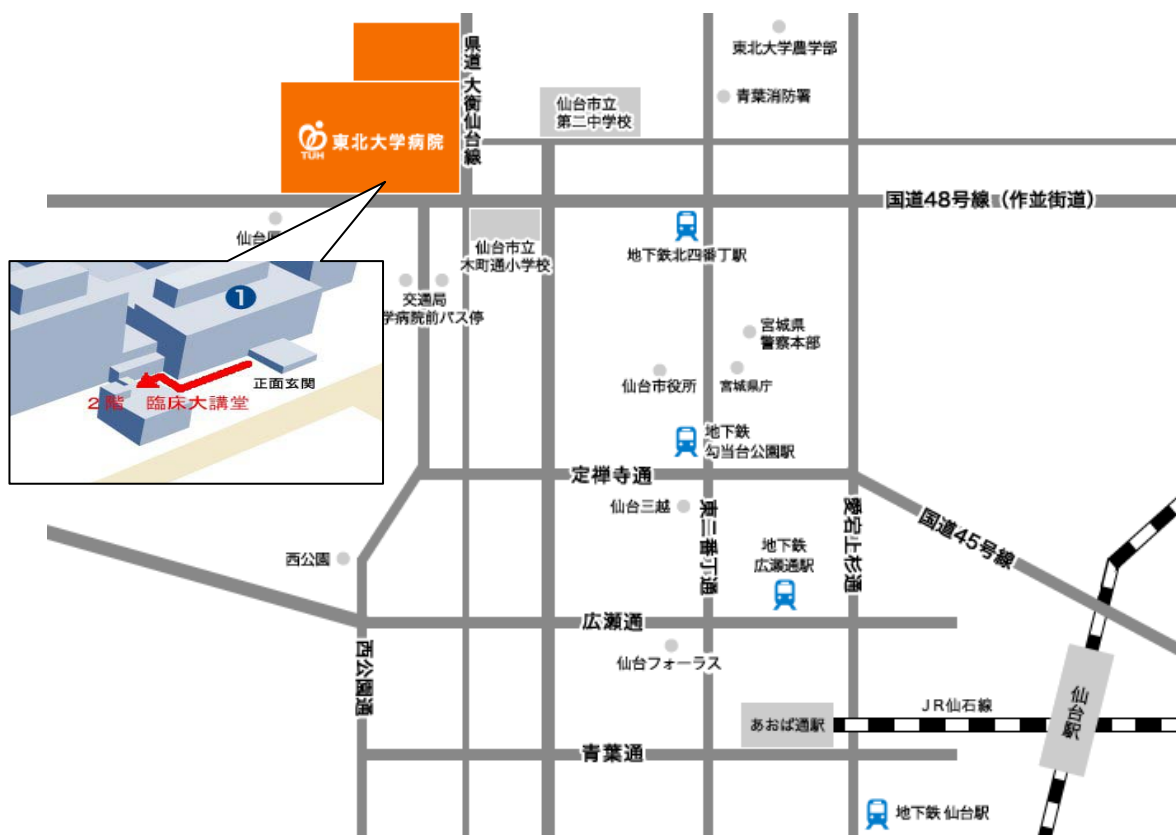 東北大学農学部
県道 大衡仙台線
青葉消防署
仙台市立
第二中学校
TUH
東北大学病院
国道48号線（作並街道）
仙台
地下鉄北四番丁駅
仙台市立
木町通小学校
交通局
学病院前バス停
1
宮城県
警察本部
仙台市役所
宮城県庁
正面玄関
2階 臨床大講堂
地下鉄
勾当台公園駅
定禅寺通
仙台三越
東二番丁通
愛宮上杉通
国道45号線
西公園
地下鉄
広瀬通駅
広瀬通
仙台フォーラス
西公園通
JR仙石線
あおば通駅
仙台駅
青葉通
地下鉄 仙台駅